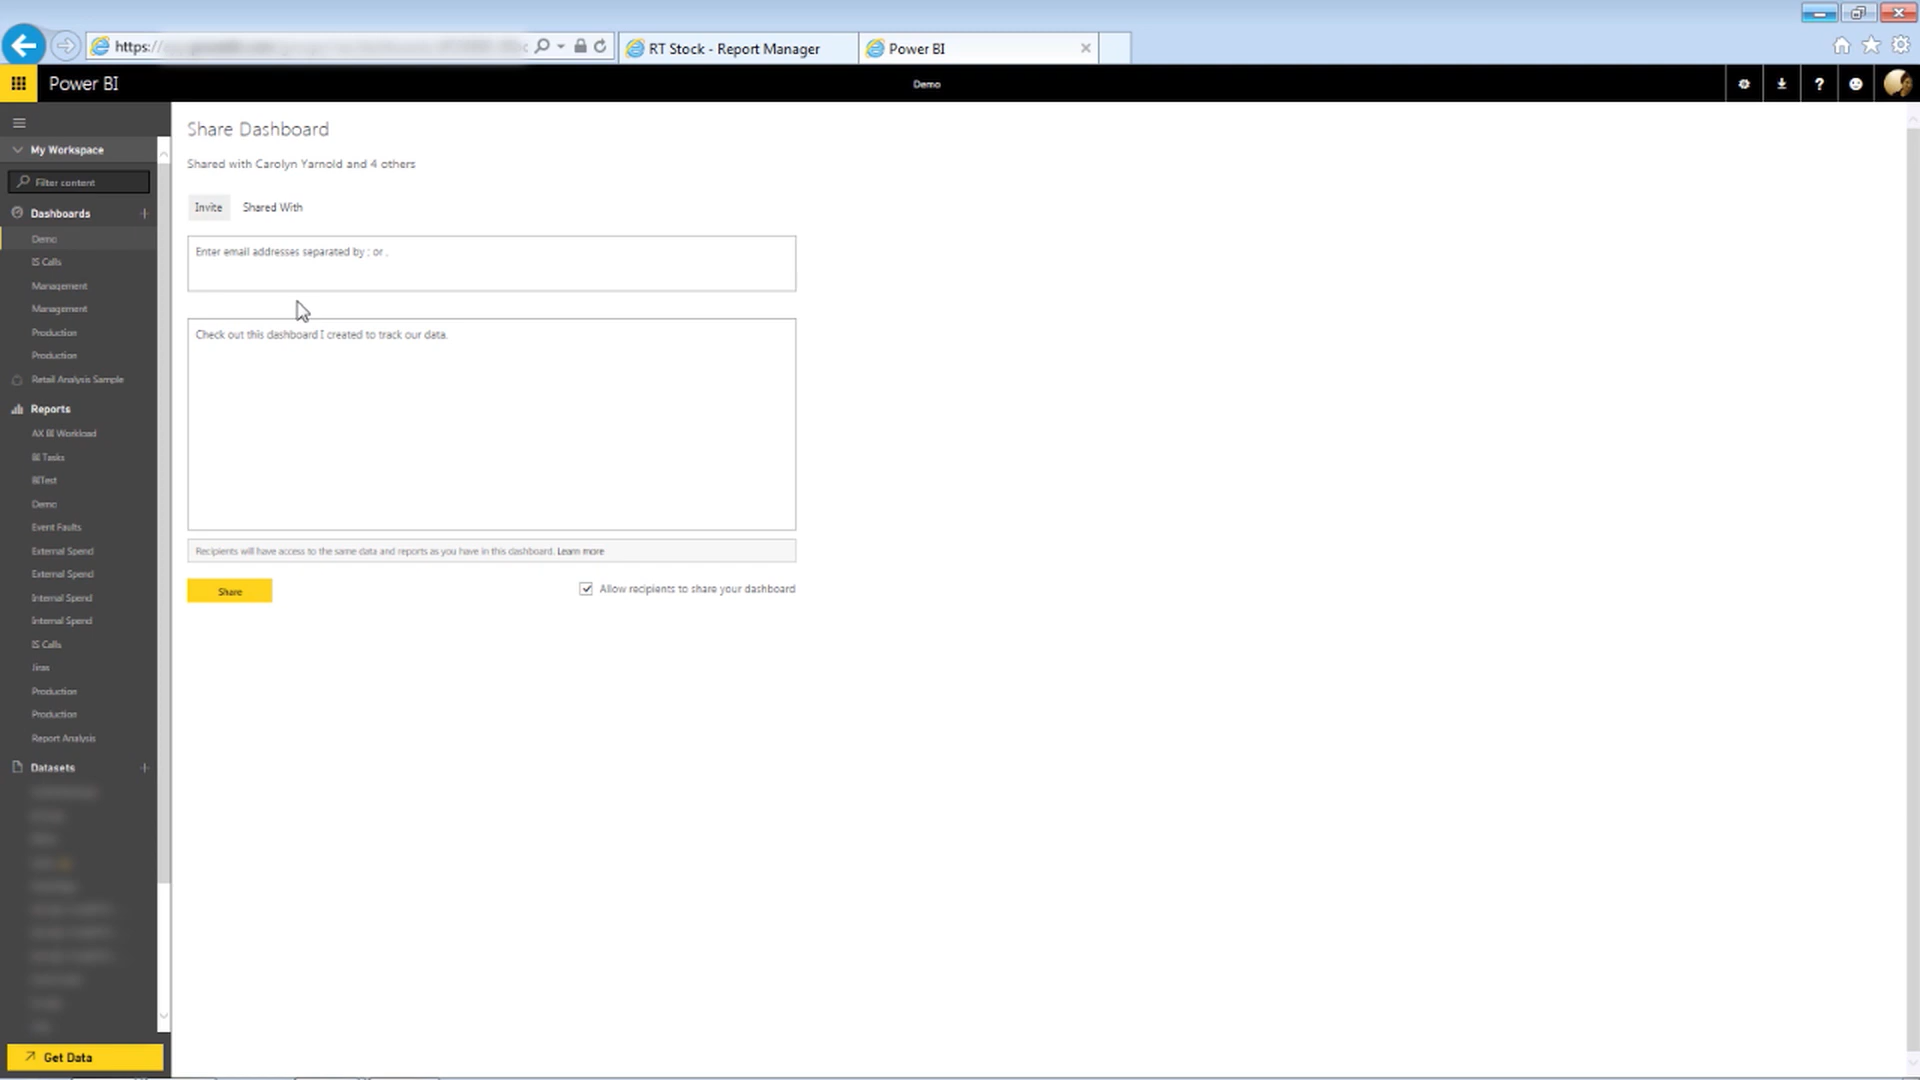 https://
RT Stock - Report Manager
Power BI
Power BI
Demo
?
Share Dashboard
Shared with Carolyn Yarnold and 4 others
Invite
Shared With
Enter email addresses separated by ; or ,
Check out this dashboard I created to track our data.
Recipients will have access to the same data and reports as you have in this dashboard. Learn more
Share
Allow recipients to share your dashboard
My Workspace
Filter content
Dashboards
Demo
IS Calls
Management
Management
Production
Production
Retail Analysis Sample
Reports
AX BI Workload
BI Tasks
BITest
Demo
Event Faults
External Spend
External Spend
Internal Spend
Internal Spend
IS Calls
Jiras
Production
Production
Report Analysis
Datasets
Get Data